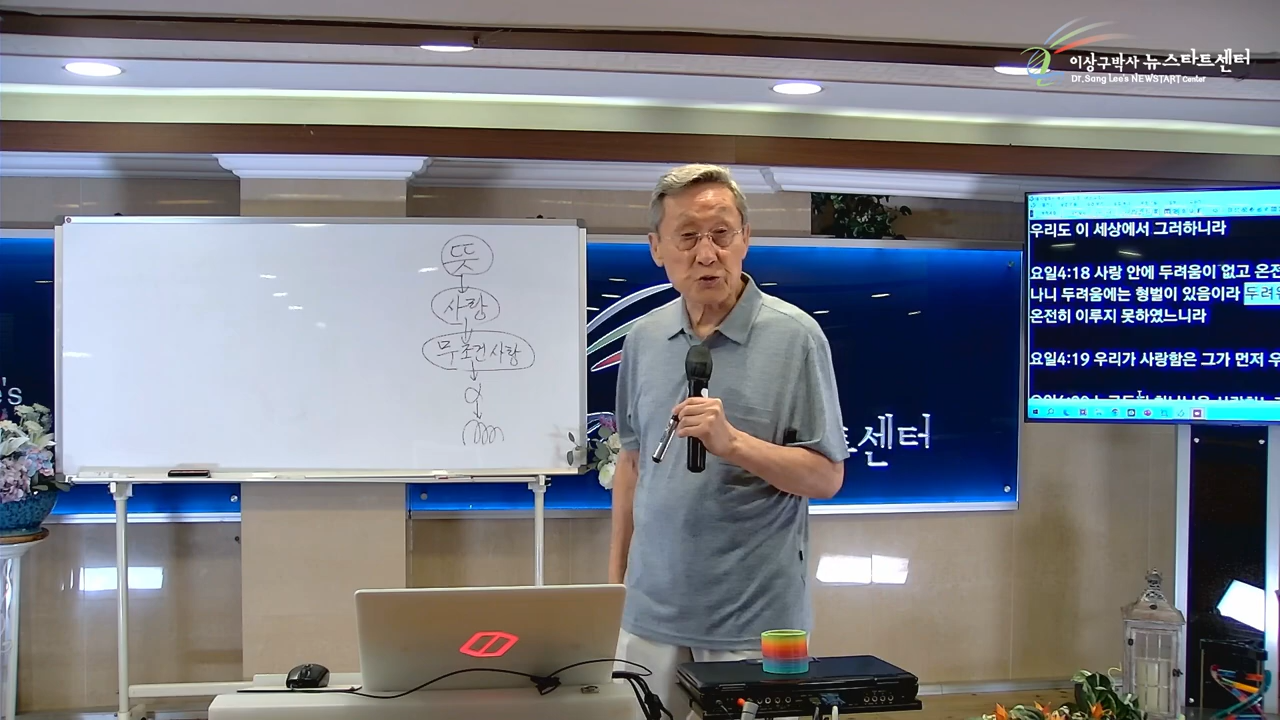 이상구박사 뉴스타트센터
Dr. Sang Lee's NEWSTART Center
뜻
사랑
무조건사랑
우리도 이 세상에서 그러하니라
요일4:18 사랑 안에 두려움이 없고 온전
나니 두려움에는 형벌이 있음이라 두려
온전히 이루지 못하였느니라
요일4:19 우리가 사랑함은 그가 먼저 우
e's
트센터